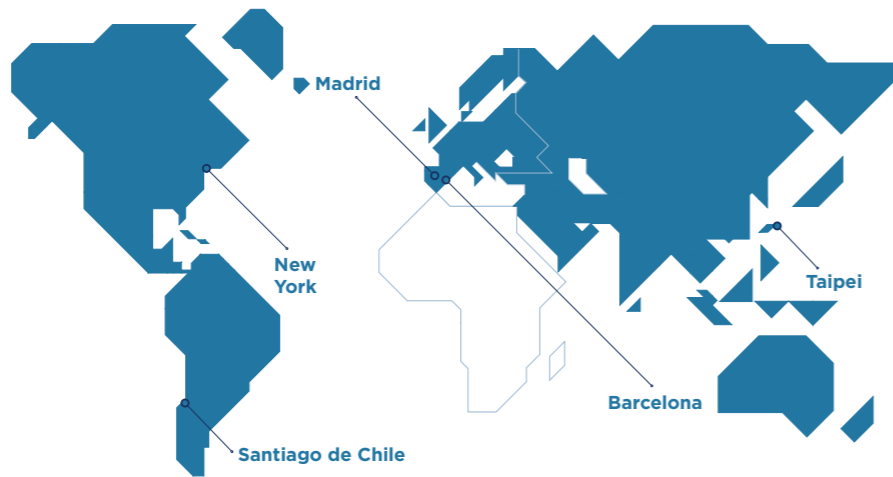 Madrid
New
York
Taipei
Barcelona
Santiago de Chile